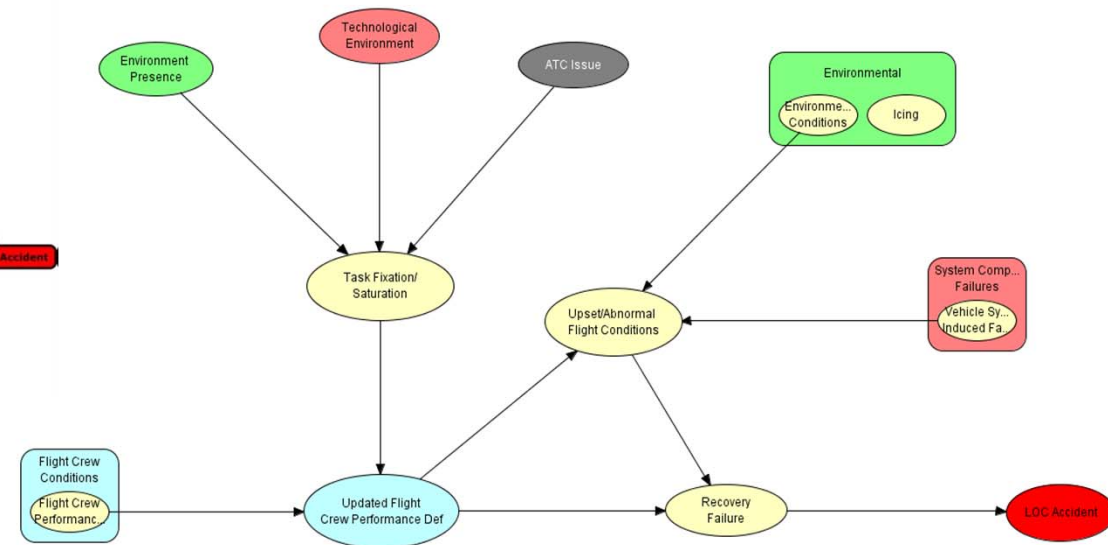 Technological
Environment
Environment
Presence
ATC Issue
Environmental
Environme...
Conditions
Icing
Accident
Task Fixation/
Saturation
System Comp...
Failures
Vehicle Sy...
Induced Fa...
Upset/Abnormal
Flight Conditions
Flight Crew
Conditions
Flight Crew
Performanc...
Updated Flight
Crew Performance Def
Recovery
Failure
LOC Accident